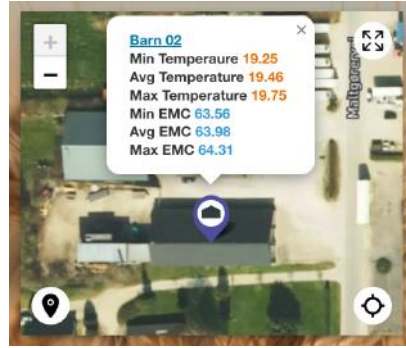 Barn 02
Min Temperaure 19.25
Avg Temperature 19.46
Max Temperature 19.75
Min EMC 63.56
Avg EMC 63.98
Max EMC 64.31